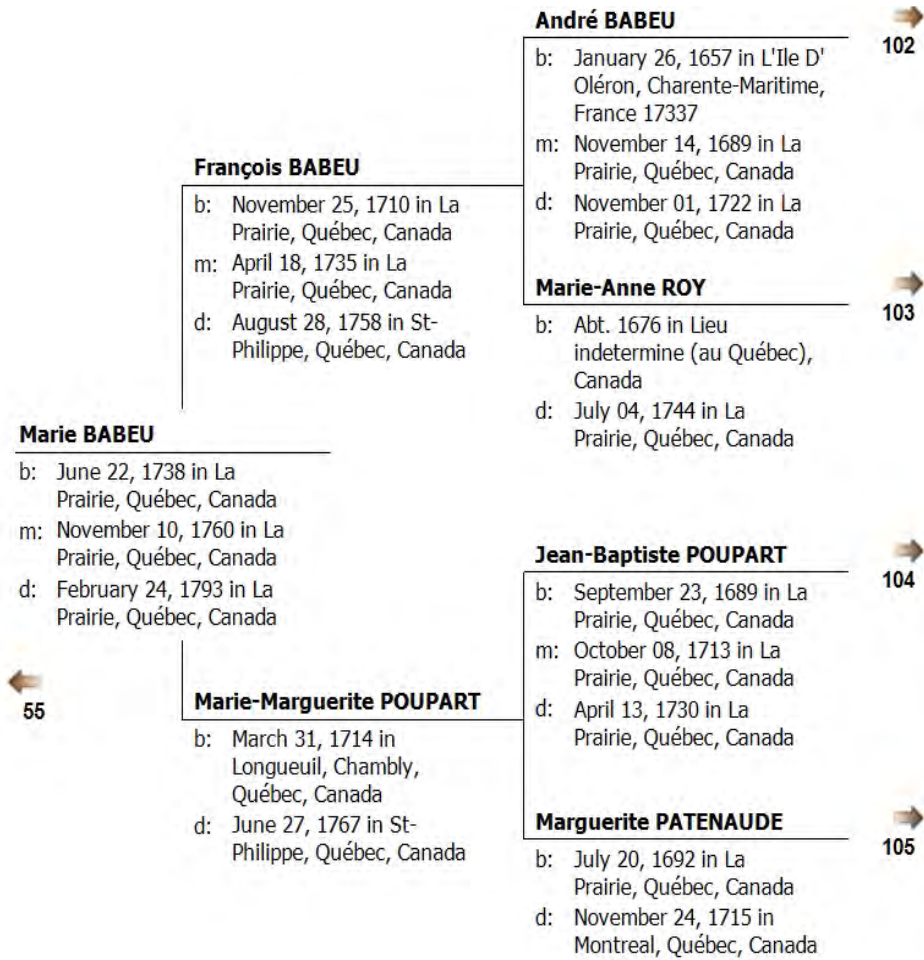 André BABEU
102
b: January 26, 1657 in L'Ile D'
Oléron, Charente-Maritime,
France 17337
m: November 14, 1689 in La
Prairie, Québec, Canada
d: November 01, 1722 in La
Prairie, Québec, Canada
François BABEU
b: November 25, 1710 in La
Prairie, Québec, Canada
m: April 18, 1735 in La
Prairie, Québec, Canada
d: August 28, 1758 in St-
Philippe, Québec, Canada
Marie-Anne ROY
103
b: Abt. 1676 in Lieu
indetermine (au Québec),
Canada
d: July 04, 1744 in La
Prairie, Québec, Canada
Marie BABEU
b: June 22, 1738 in La
Prairie, Québec, Canada
m: November 10, 1760 in La
Prairie, Québec, Canada
d: February 24, 1793 in La
Prairie, Québec, Canada
55
Jean-Baptiste POUPART
104
b: September 23, 1689 in La
Prairie, Québec, Canada
m: October 08, 1713 in La
Prairie, Québec, Canada
d: April 13, 1730 in La
Prairie, Québec, Canada
Marie-Marguerite POUPART
b: March 31, 1714 in
Longueuil, Chambly,
Québec, Canada
d: June 27, 1767 in St-
Philippe, Québec, Canada
Marguerite PATENAUDE
105
b: July 20, 1692 in La
Prairie, Québec, Canada
d: November 24, 1715 in
Montreal, Québec, Canada